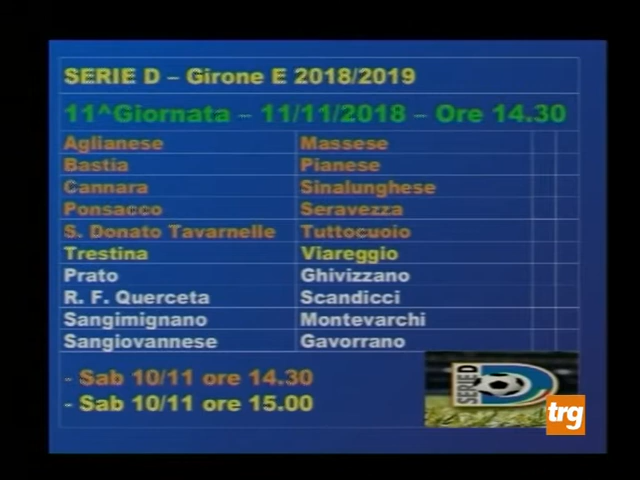 SERIE D – Girone E 2018/2019
11^Giornata – 11/11/2018 – Ore 14.30
Aglianese Massese
Bastia Pianese
Cannara Sinalunghese
Ponsacco Seravezza
S. Donato Tavarnelle Tuttocuoio
Trestina Viareggio
Prato Ghivizzano
R. F. Querceta Scandicci
Sangimignano Montevarchi
Sangiovannese Gavorrano
- Sab 10/11 ore 14.30
- Sab 10/11 ore 15.00
SERIE D
trg